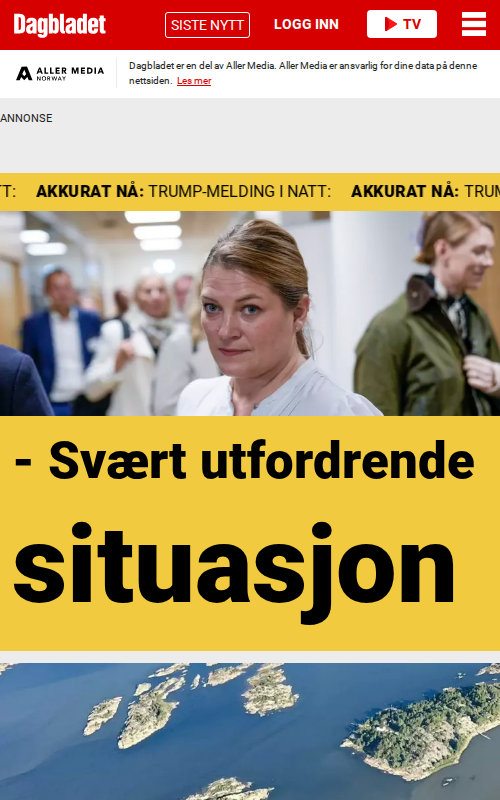 Dagbladet
SISTE NYTT
LOGG INN
TV
ALLER MEDIA
NORWAY
Dagbladet er en del av Aller Media. Aller Media er ansvarlig for dine data på denne
nettsiden. Les mer
ANNONSE
TT: AKKURAT NÅ: TRUMP-MELDING I NATT: AKKURAT NÅ: TRUM
- Svært utfordrende
situasjon